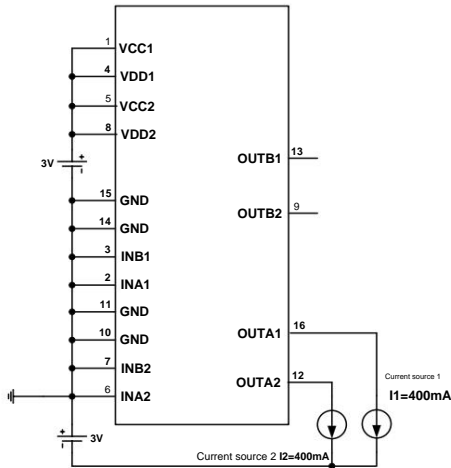 1 VCC1
4 VDD1
5 VCC2
8 VDD2
3V + -
13 OUTB1
15 GND
14 GND
9 OUTB2
3 INB1
2 INA1
11 GND
10 GND
16 OUTA1
7 INB2
6 INA2
12 OUTA2
Current source 1
I1=400mA
+ - 3V
Current source 2 I2=400mA